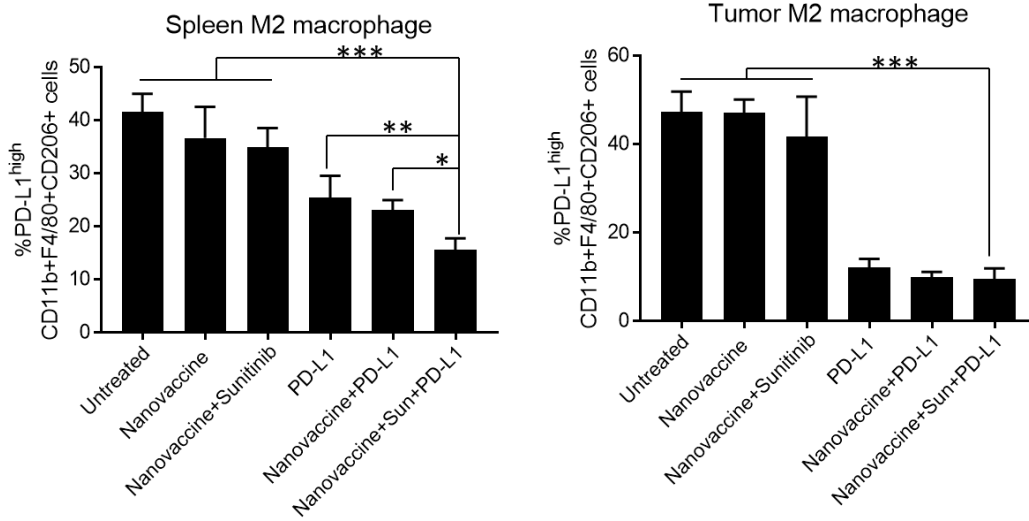 Spleen M2 macrophage
%PD-L1high
CD11b+F4/80+CD206+ cells
50
40
30
20
10
0
***
**
*
Untreated
Nanovaccine
Nanovaccine+Sunitinib
PD-L1
Nanovaccine+PD-L1
Nanovaccine+Sun+PD-L1
Tumor M2 macrophage
%PD-L1high
CD11b+F4/80+CD206+ cells
60
40
20
0
***
Untreated
Nanovaccine
Nanovaccine+Sunitinib
PD-L1
Nanovaccine+PD-L1
Nanovaccine+Sun+PD-L1